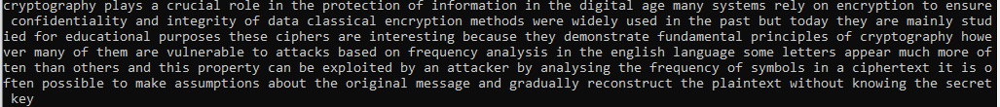 cryptography plays a crucial role in the protection of information in the digital age many systems rely on encryption to ensure
confidentiality and integrity of data classical encryption methods were widely used in the past but today they are mainly stud
ied for educational purposes these ciphers are interesting because they demonstrate fundamental principles of cryptography howe
ver many of them are vulnerable to attacks based on frequency analysis in the english language some letters appear much more of
ten than others and this property can be exploited by an attacker by analysing the frequency of symbols in a ciphertext it is o
ften possible to make assumptions about the original message and gradually reconstruct the plaintext without knowing the secret
key